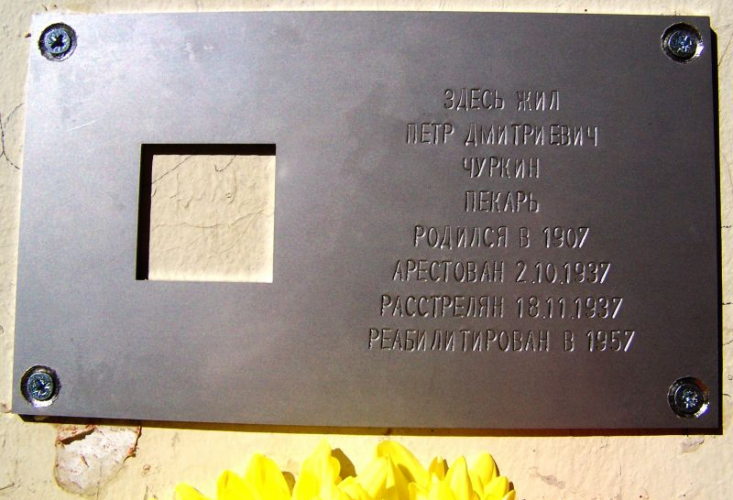 ЗДЕСЬ ЖИЛ
ПЕТР ДМИТРИЕВИЧ
ЧУРКИН
ПЕКАРЬ
РОДИЛСЯ В 1907
АРЕСТОВАН 2.10.1937
РАССТРЕЛЯН 18.11.1937
РЕАБИЛИТИРОВАН В 1957